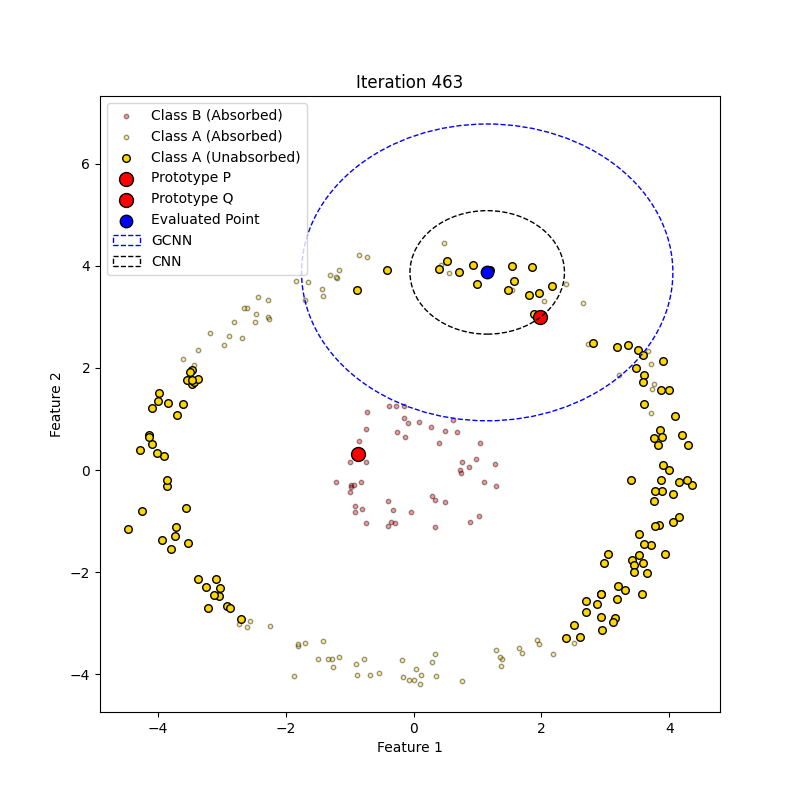 Iteration 463
Class B (Absorbed)
Class A (Absorbed)
Class A (Unabsorbed)
Prototype P
Prototype Q
Evaluated Point
GCNN
CNN
6
4
2
0
−2
−4
Feature 2
−4
−2
0
2
4
Feature 1